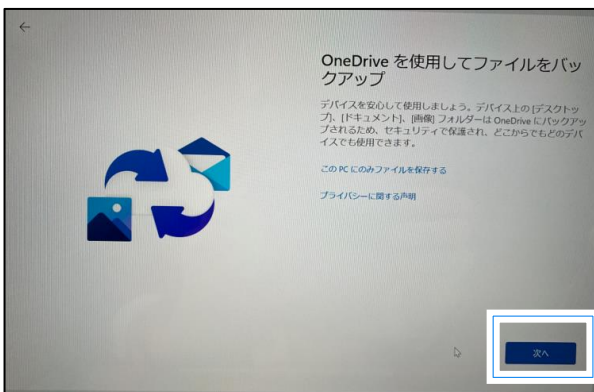 OneDrive を使用してファイルをバッ
クアップ
デバイスを安心して使用しましょう。デバイス上の [デスクトッ
プ]、[ドキュメント]、[画像] フォルダーは OneDrive にバックアッ
プされるため、セキュリティで保護され、どこからでもどのデバ
イスでも使用できます。
この PC にのみファイルを保存する
プライバシーに関する声明
次へ